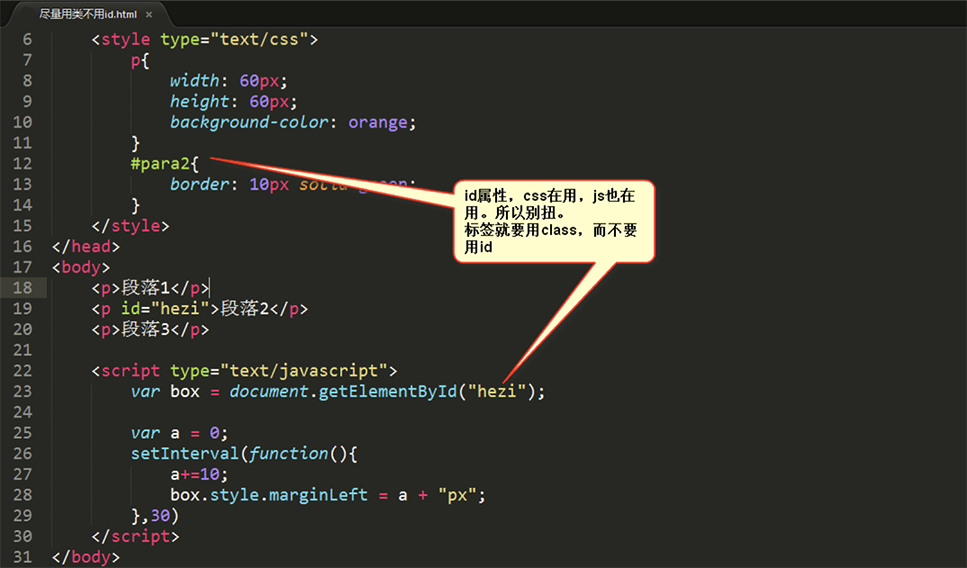 尽量用类不用id.html ×
6 <style type="text/css">
7 p{
8 width: 60px;
9 height: 60px;
10 background-color: orange;
11 }
12 #para2{
13 border: 10px solid green;
14 }
15 </style>
16 </head>
17 <body>
18 <p>段落1</p>
19 <p id="hezi">段落2</p>
20 <p>段落3</p>
21
22 <script type="text/javascript">
23 var box = document.getElementById("hezi");
24
25 var a = 0;
26 setInterval(function(){
27 a+=10;
28 box.style.marginLeft = a + "px";
29 },30)
30 </script>
31 </body>
id属性，css在用，js也在
用。所以别扭。
标签就要用class，而不要
用id